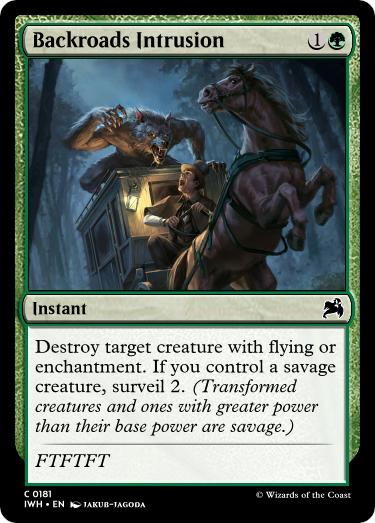 Backroads Intrusion 1
Instant
Destroy target creature with flying or
enchantment. If you control a savage
creature, surveil 2. (Transformed
creatures and ones with greater power
than their base power are savage.)
FTFTFT
C 0181
IWH • EN JAKUB-JAGODA
© Wizards of the Coast